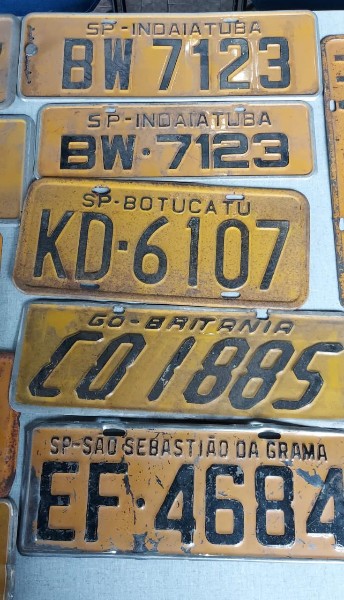 SP-INDAIATUBA
BW 7123
SP-INDAIATUBA
BW·7123
SP-BOTUCATU
KD·6107
GO-BRITANIA
CO 1885
SP-SÃO SEBASTIÃO DA GRAMA
EF·4684